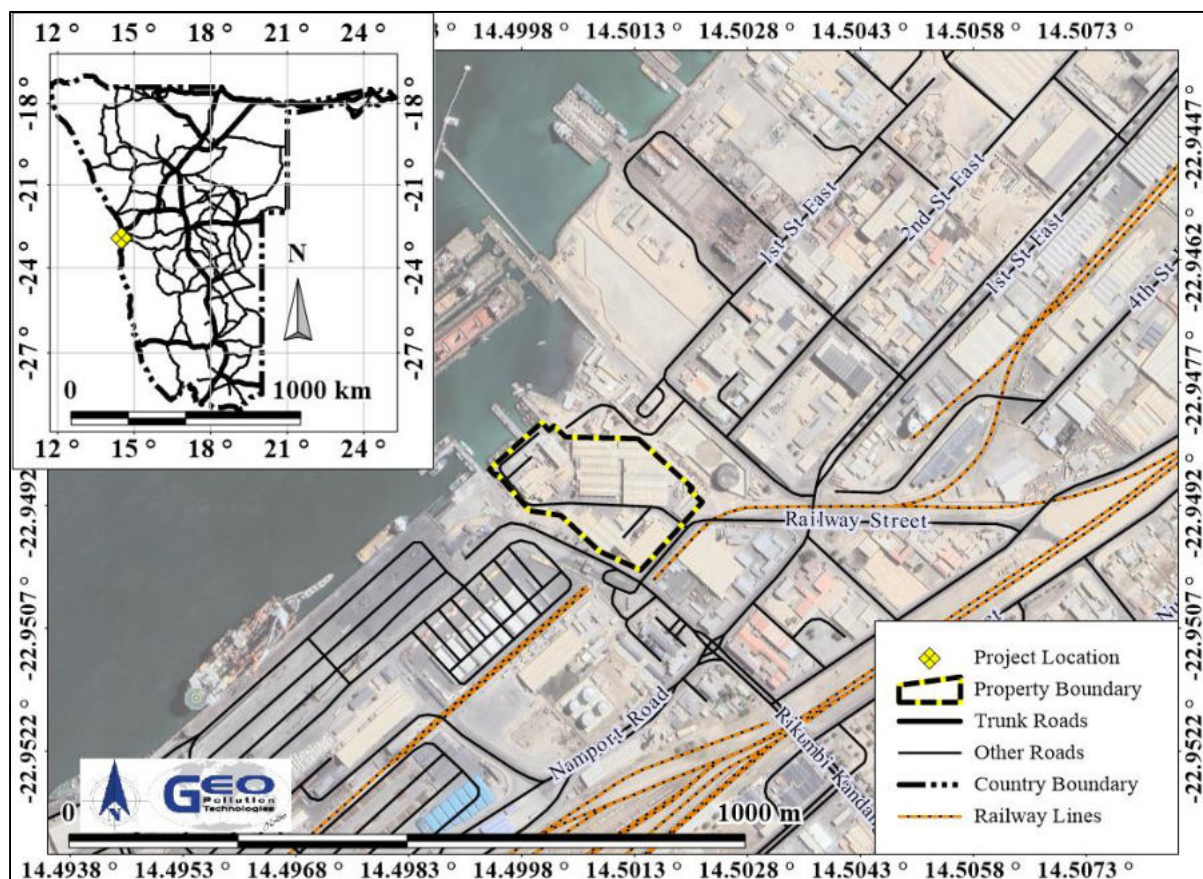 12 ° 15 ° 18 ° 21 ° 24 °
14.4998 ° 14.5013 ° 14.5028 ° 14.5043 ° 14.5058 ° 14.5073 °
-18 °
-21 °
-24 °
-27 °
N
0 1000 km
12 ° 15 ° 18 ° 21 ° 24 °
-22.9447 °
-22.9462 °
-22.9477 °
-22.9492 °
-22.9507 °
-22.9522 °
-18 °
-21 °
-24 °
-27 °
1st St East
2nd St East
1st St East
4th St
Railway Street
Namport Road
Rikumbi Kandan
Nu
-22.9492 °
-22.9507 °
-22.9522 °
Project Location
Property Boundary
Trunk Roads
Other Roads
Country Boundary
Railway Lines
GEO
Pollution
Technologies
0 1000 m
14.4938 ° 14.4953 ° 14.4968 ° 14.4983 ° 14.4998 ° 14.5013 ° 14.5028 ° 14.5043 ° 14.5058 ° 14.5073 °